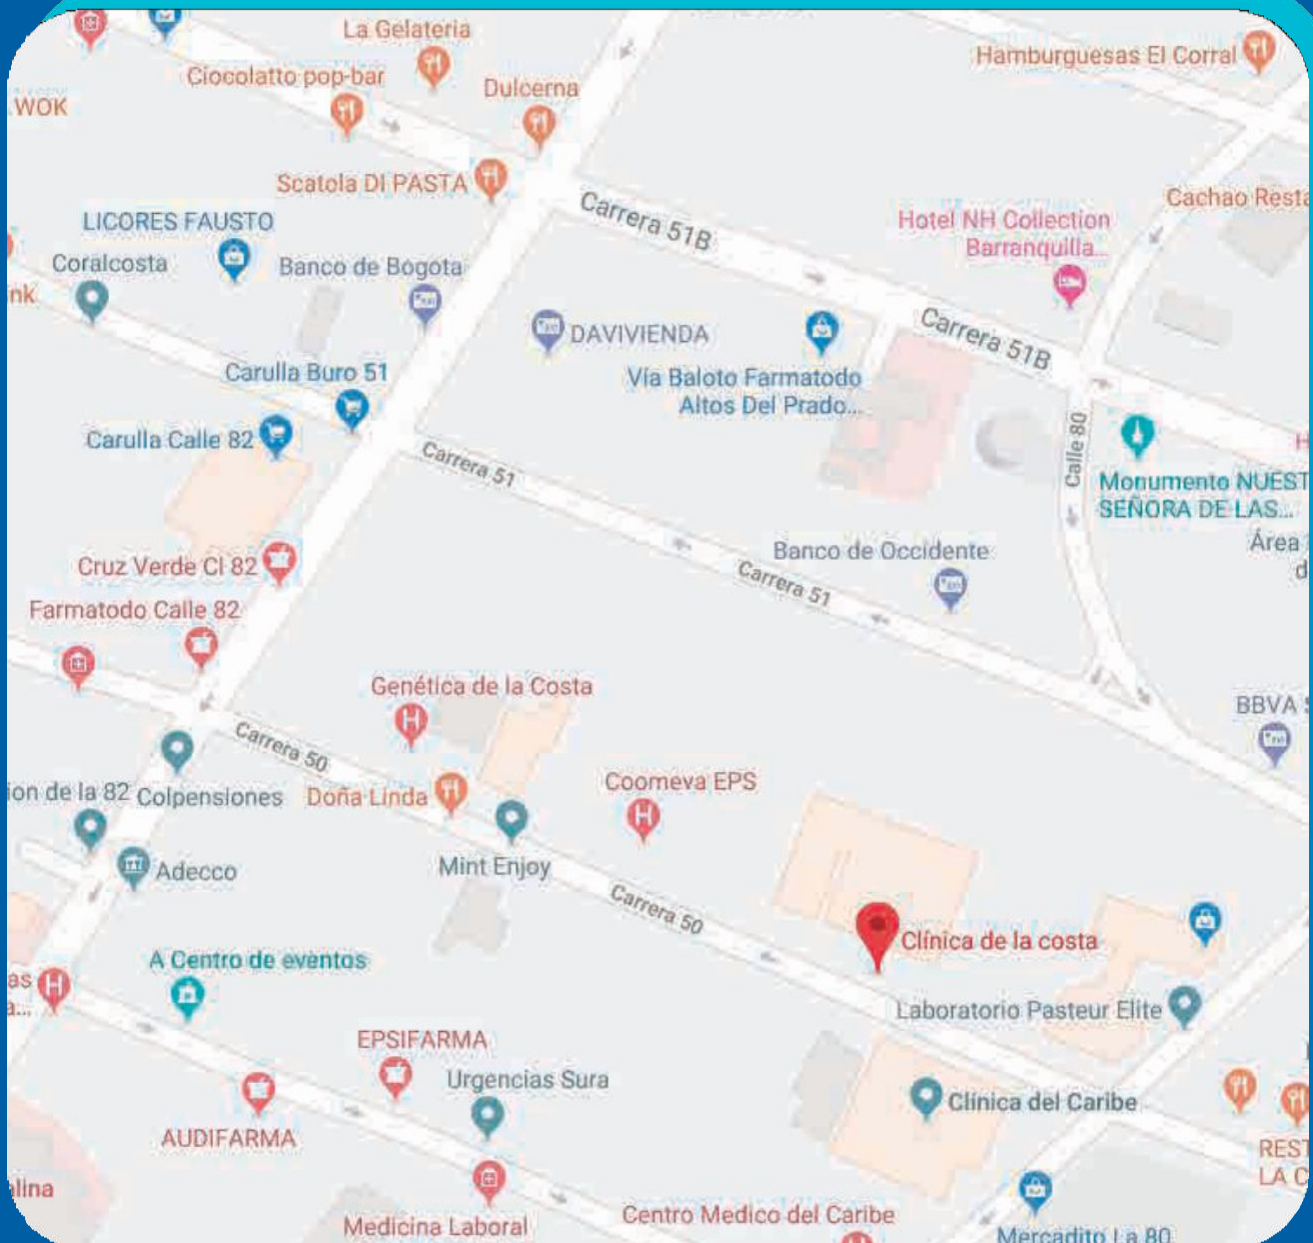 La Gelateria
Hamburguesas El Corral
Ciocolatto pop-bar
Dulcerna
WOK
Scatola DI PASTA
Carrera 51B
Cachao Resta
LICORES FAUSTO
Hotel NH Collection
Barranquilla...
Coralcosta
Banco de Bogota
nk
DAVIVIENDA
Carrera 51B
Carulla Buro 51
Vía Baloto Farmatodo
Altos Del Prado...
Carulla Calle 82
Calle 80
Carrera 51
Monumento NUEST
SEÑORA DE LAS...
Área
d
Banco de Occidente
Cruz Verde Cl 82
Carrera 51
Farmatodo Calle 82
Genética de la Costa
BBVA
Carrera 50
Coomeva EPS
ion de la 82
Colpensiones
Doña Linda
Adecco
Mint Enjoy
Carrera 50
Clínica de la costa
A Centro de eventos
as
a...
Laboratorio Pasteur Elite
EPSIFARMA
Urgencias Sura
Clínica del Caribe
AUDIFARMA
REST
LA C
alina
Centro Medico del Caribe
Medicina Laboral
Mercadito La 80